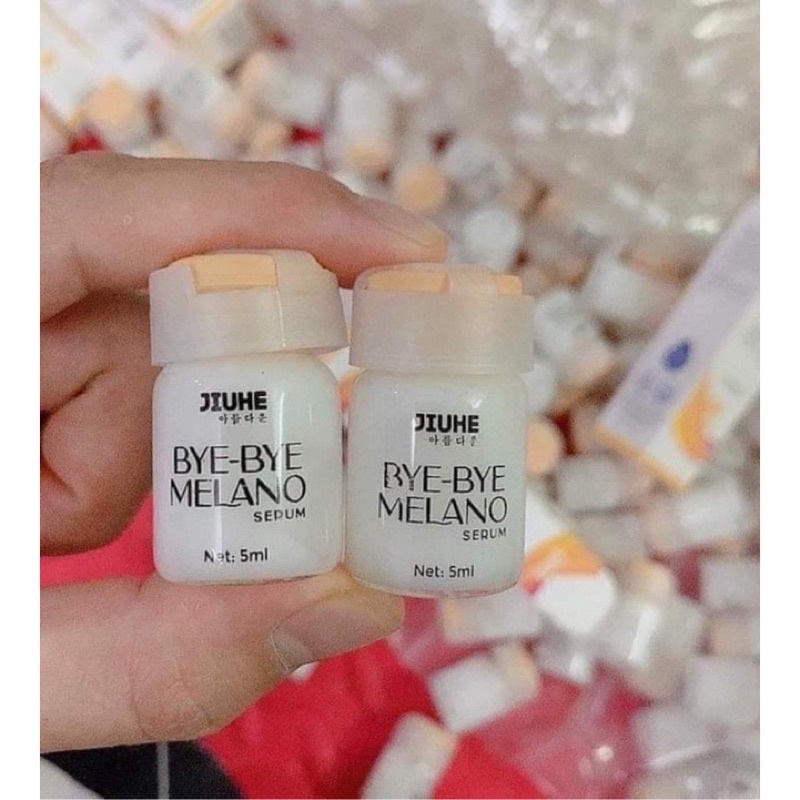 JIUHE
아름다운
BYE-BYE
MELANO
SERUM
Net: 5ml
JIUHE
아름다운
BYE-BYE
MELANO
SERUM
Net: 5ml